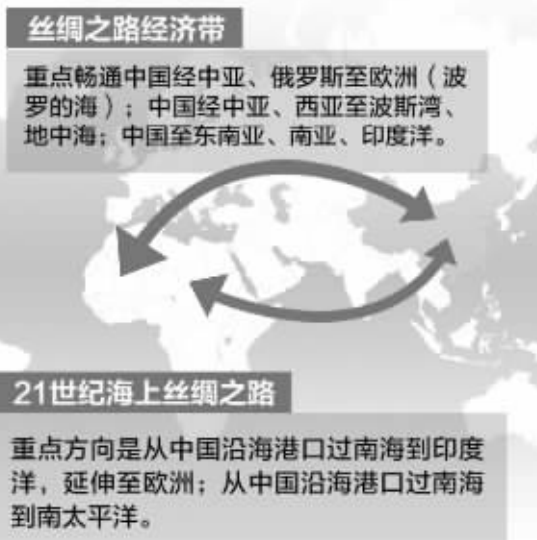 丝绸之路经济带
重点畅通中国经中亚、俄罗斯至欧洲（波
罗的海）；中国经中亚、西亚至波斯湾、
地中海；中国至东南亚、南亚、印度洋。
21世纪海上丝绸之路
重点方向是从中国沿海港口过南海到印度
洋，延伸至欧洲；从中国沿海港口过南海
到南太平洋。